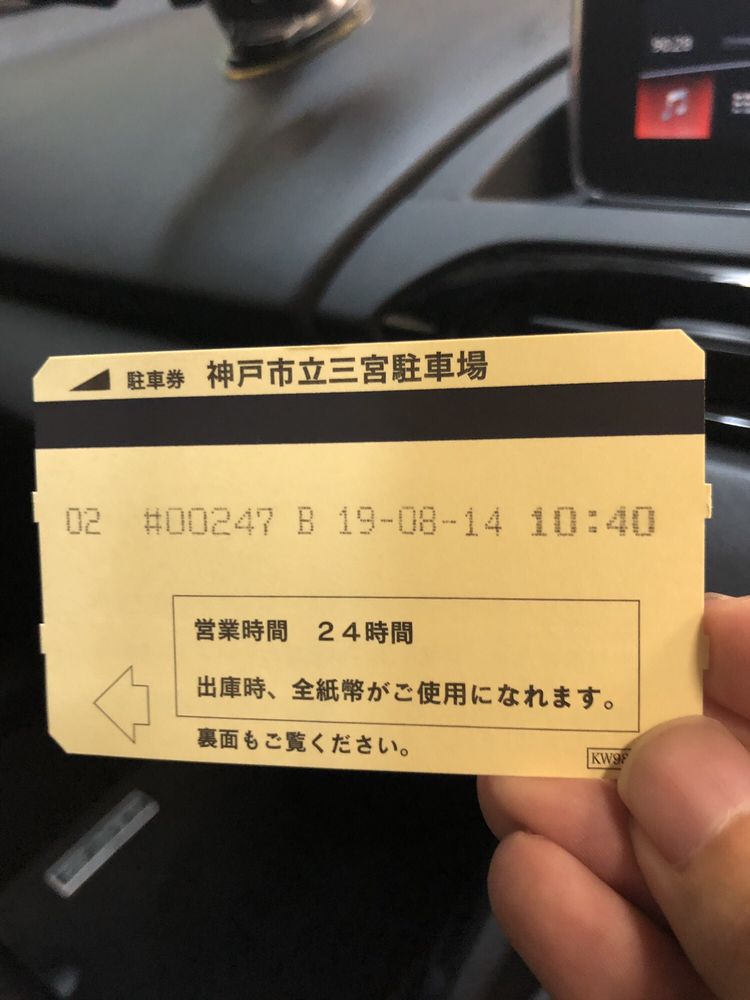 駐車券 神戸市立三宮駐車場
02 #00247 B 19-08-14 10:40
営業時間 24時間
出庫時、全紙幣がご使用になれます。
裏面もご覧ください。